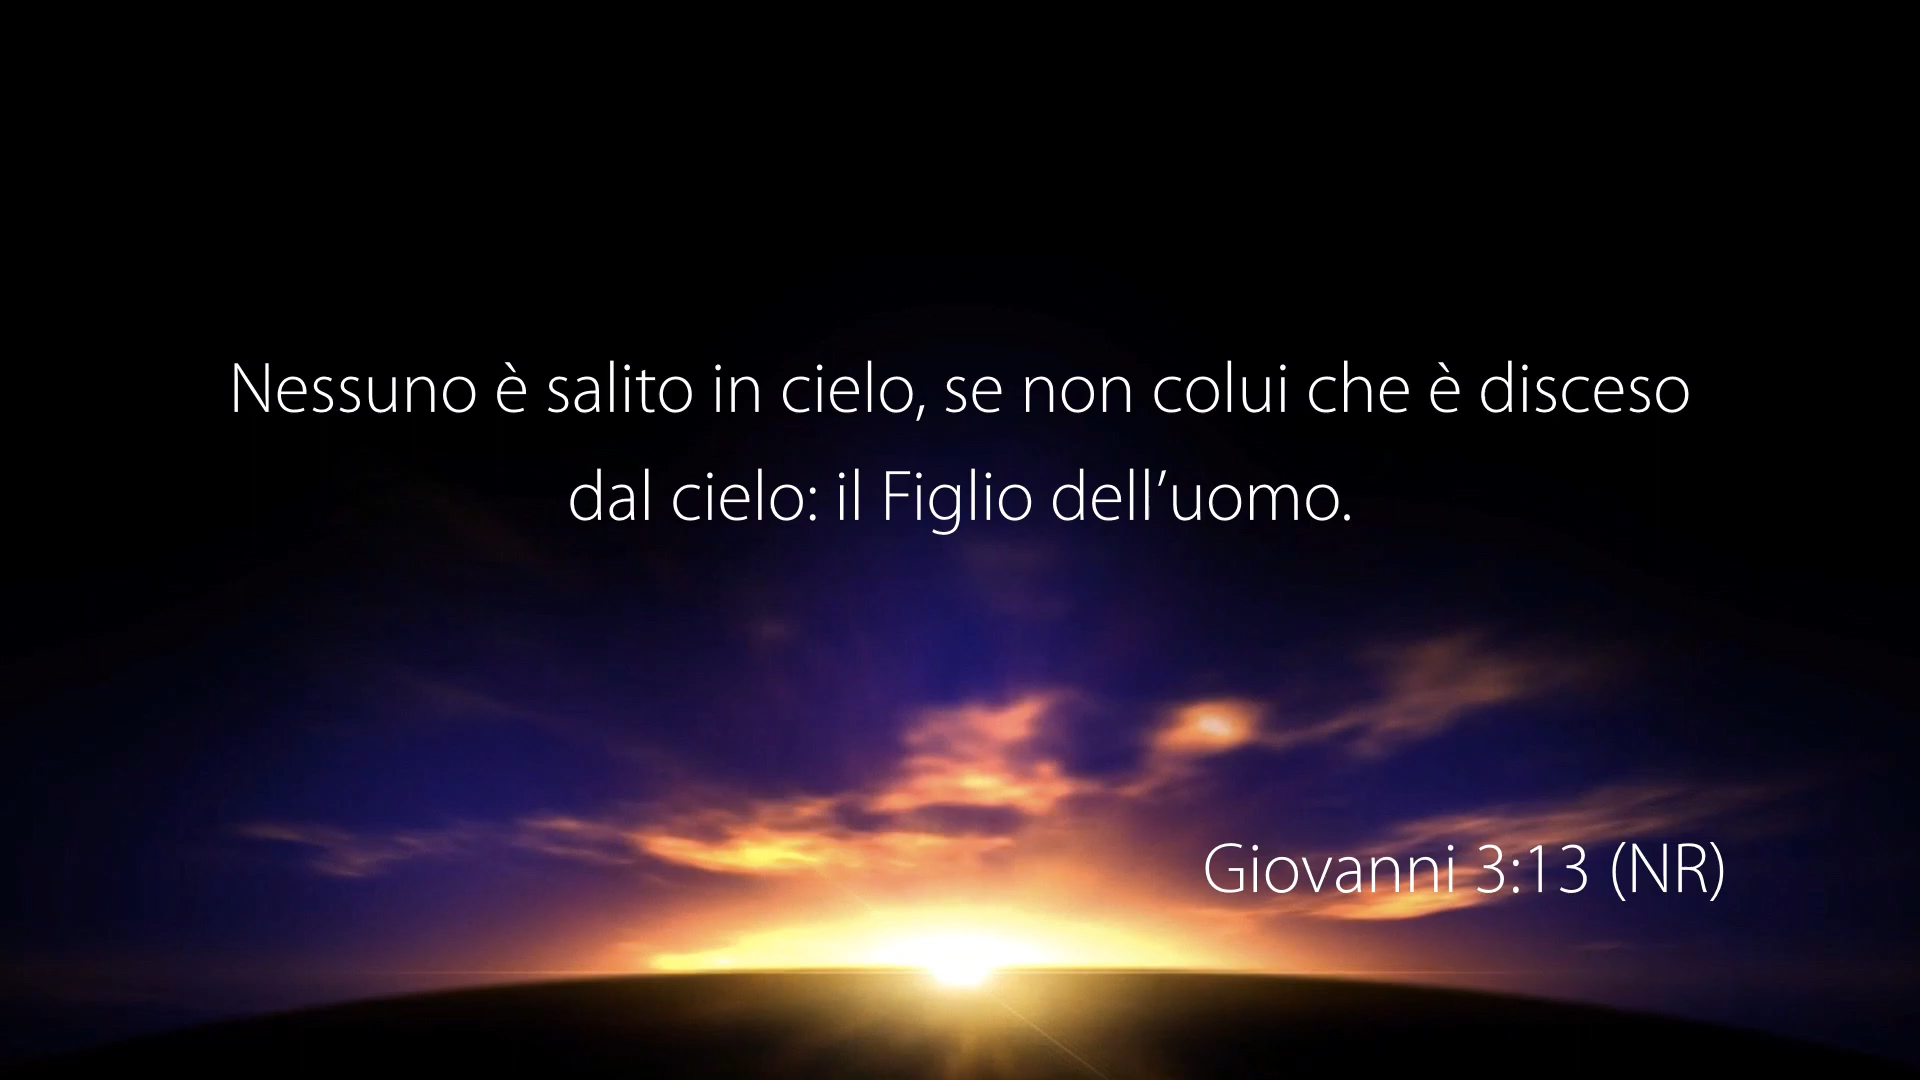 Nessuno è salito in cielo, se non colui che è disceso
dal cielo: il Figlio dell’uomo.
Giovanni 3:13 (NR)